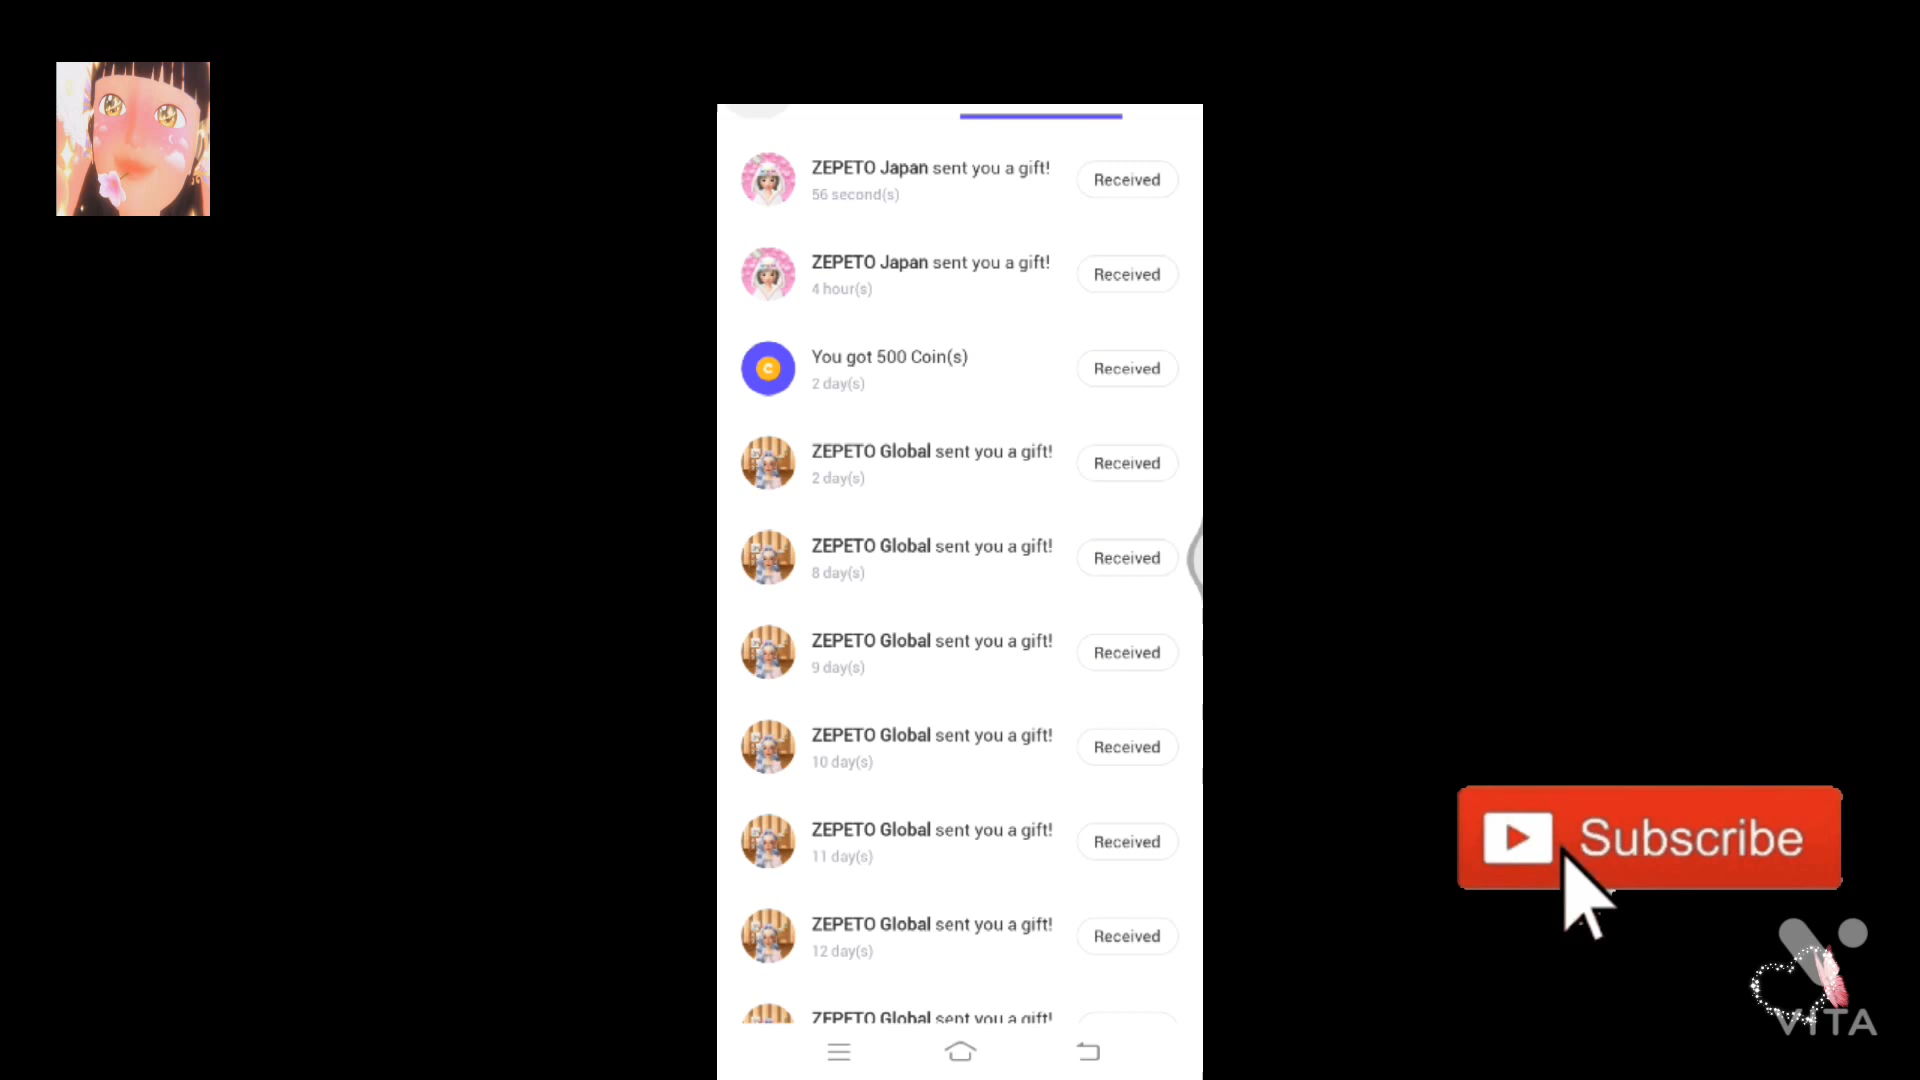 ZEPETO Japan sent you a gift!
56 second(s)
Received
ZEPETO Japan sent you a gift!
4 hour(s)
Received
You got 500 Coin(s)
2 day(s)
Received
ZEPETO Global sent you a gift!
2 day(s)
Received
ZEPETO Global sent you a gift!
8 day(s)
Received
ZEPETO Global sent you a gift!
9 day(s)
Received
ZEPETO Global sent you a gift!
10 day(s)
Received
ZEPETO Global sent you a gift!
11 day(s)
Received
ZEPETO Global sent you a gift!
12 day(s)
Received
ZEPETO Global sent you a gift!
Subscribe
VITA